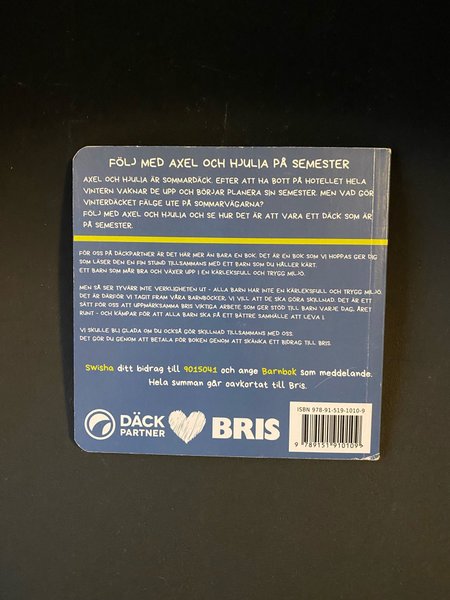 FÖLJ MED AXEL OCH HJULIA PÅ SEMESTER
AXEL OCH HJULIA ÄR SOMMARDÄCK. EFTER ATT HA BOTT PÅ HOTELLET HELA
VINTERN VAKNAR DE UPP OCH BÖRJAR PLANERA SIN SEMESTER. MEN VAD GÖR
VINTERDÄCKET FÄLGE UTE PÅ SOMMARVÄGARNA?
FÖLJ MED AXEL OCH HJULIA OCH SE HUR DET ÄR ATT VARA ETT DÄCK SOM ÄR
PÅ SEMESTER.
FÖR OSS PÅ DÄCKPARTNER ÄR DET HÄR MER ÄN BARA EN BOK. DET ÄR EN BOK SOM VI HOPPAS GER DIG
SOM LÄSER DEN EN FIN STUND TILLSAMMANS MED ETT BARN SOM DU HÅLLER KÄRT.
ETT BARN SOM MÅR BRA OCH VÄXER UPP I EN KÄRLEKSFULL OCH TRYGG MILJÖ.
MEN SÅ SER TYVÄRR INTE VERKLIGHETEN UT - ALLA BARN HAR INTE EN KÄRLEKSFULL OCH TRYGG MILJÖ.
DET ÄR DÄRFÖR VI TAGIT FRAM VÅRA BARNBÖCKER. VI VILL ATT DE SKA GÖRA SKILLNAD. DET ÄR ETT
SÄTT FÖR OSS ATT UPPMÄRKSAMMA BRIS VIKTIGA ARBETE SOM GER STÖD TILL BARN VARJE DAG, ÅRET
RUNT - OCH KÄMPAR FÖR ATT ALLA BARN SKA FÅ ETT BÄTTRE SAMHÄLLE ATT LEVA I.
VI SKULLE BLI GLADA OM DU OCKSÅ GÖR SKILLNAD TILLSAMMANS MED OSS.
DET GÖR DU GENOM ATT BETALA FÖR BOKEN GENOM ATT SKÄNKA ETT BIDRAG TILL BRIS.
Swisha ditt bidrag till 9015041 och ange Barnbok som meddelande.
Hela summan går oavkortat till Bris.
ISBN 978-91-519-1010-9
DÄCK
PARTNER
BRIS
9 789151 910109